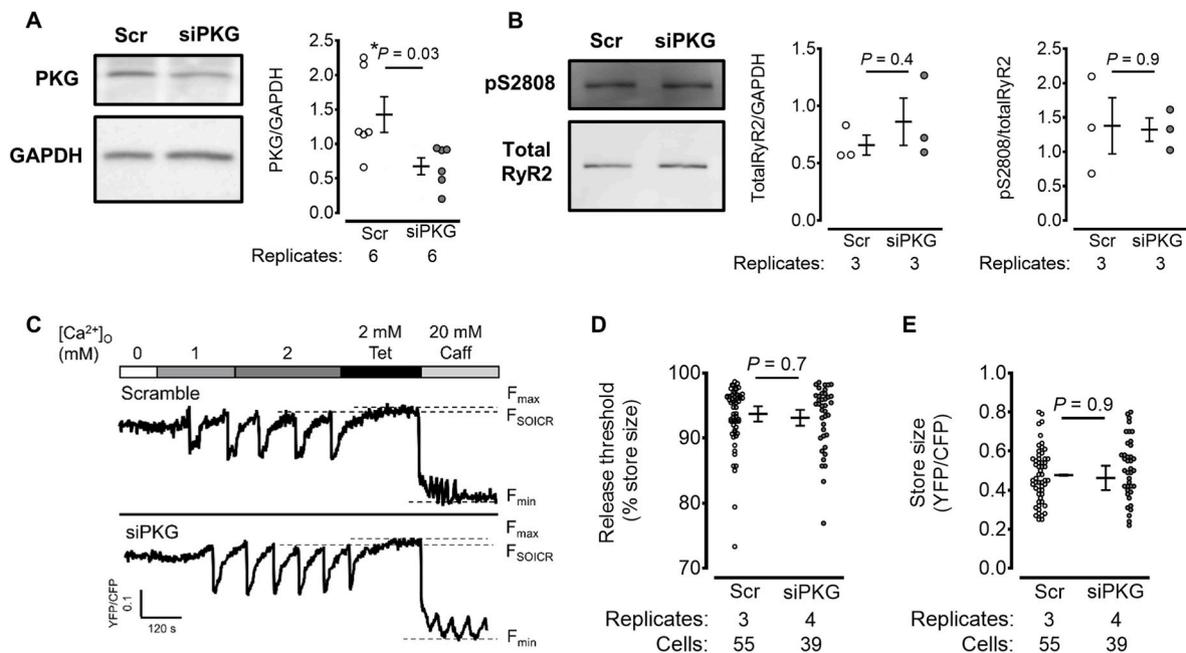 A
Scr siPKG
PKG
GAPDH
PKG/GAPDH
2.5
2.0
1.5
1.0
0.5
0.0
*P = 0.03
Scr siPKG
Replicates: 6 6
B
Scr siPKG
pS2808
Total
RyR2
TotalRyR2/GAPDH
1.5
1.0
0.5
0.0
P = 0.4
Scr siPKG
Replicates: 3 3
pS2808/totalRyR2
2.5
2.0
1.5
1.0
0.5
0.0
P = 0.9
Scr siPKG
Replicates: 3 3
C
[Ca²⁺]O
(mM)
0 1 2
2 mM
Tet
20 mM
Caff
Scramble
Fmax
FSOICR
Fmin
siPKG
Fmax
FSOICR
Fmin
YFP/CFP
0.1
120 s
D
Release threshold
(% store size)
100
90
80
70
P = 0.7
Scr siPKG
Replicates: 3 4
Cells: 55 39
E
Store size
(YFP/CFP)
1.0
0.8
0.6
0.4
0.2
0.0
P = 0.9
Scr siPKG
Replicates: 3 4
Cells: 55 39